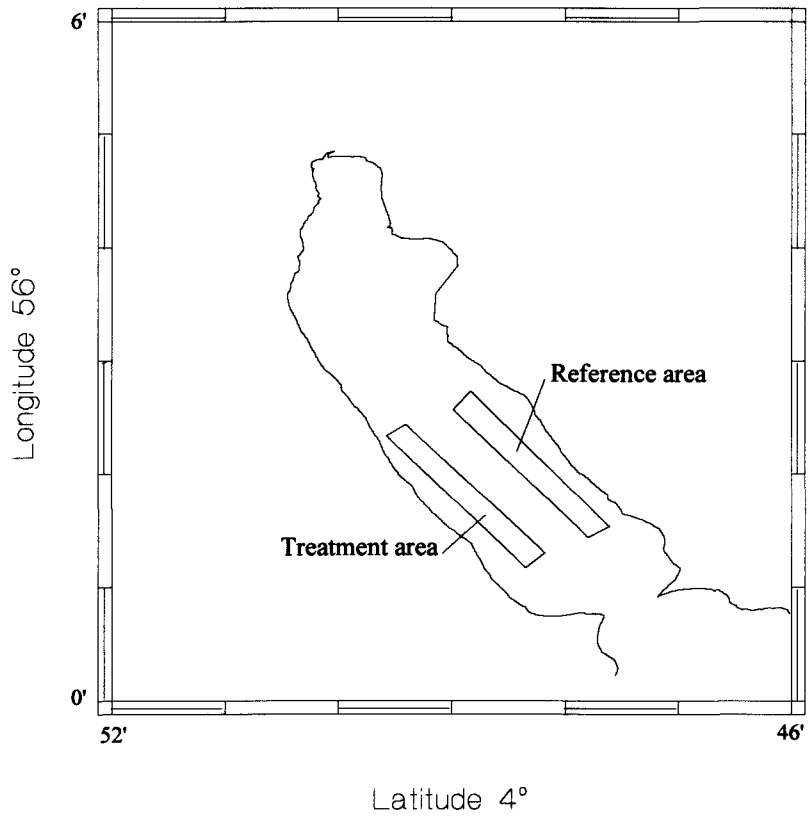 6'
Longitude 56°
Reference area
Treatment area
0'
52'
46'
Latitude 4°